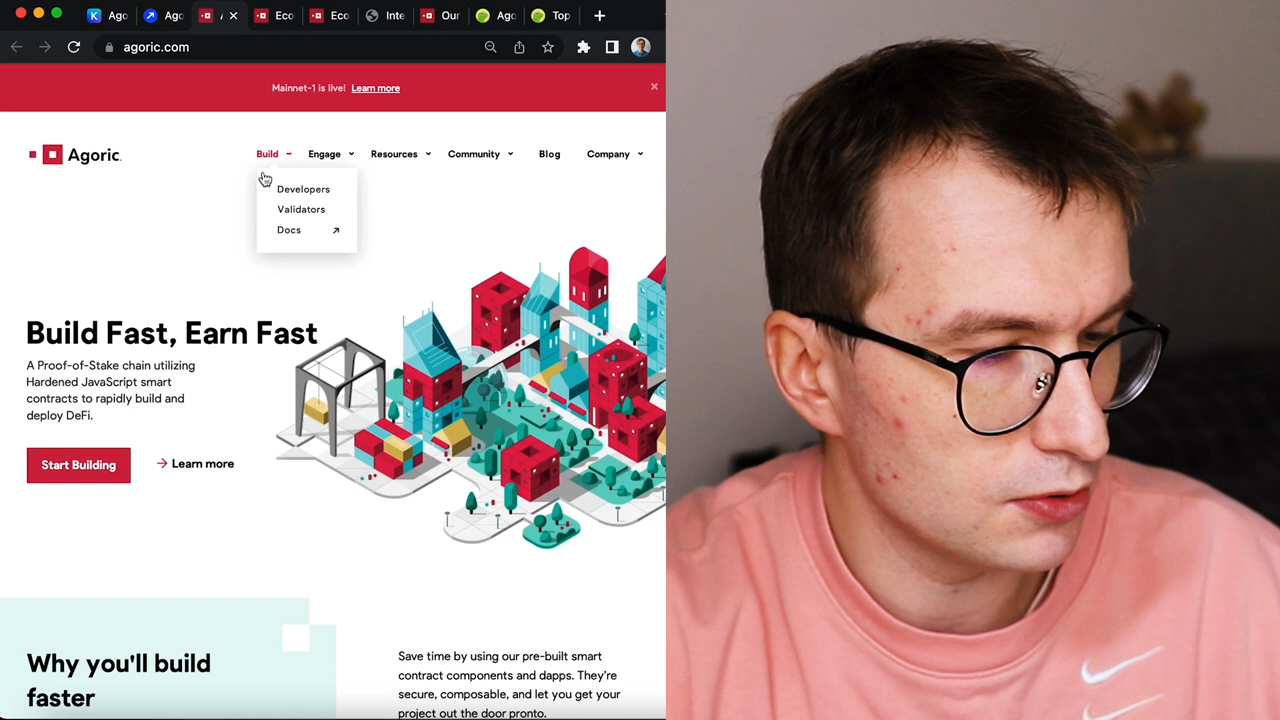 Ago
Ago
A
Eco
Eco
Inte
Our
Ago
Top
agoric.com
Mainnet-1 is live! Learn more
Agoric.
Build
Engage
Resources
Community
Blog
Company
Developers
Validators
Docs
Build Fast, Earn Fast
A Proof-of-Stake chain utilizing
Hardened JavaScript smart
contracts to rapidly build and
deploy DeFi.
Start Building
Learn more
Why you'll build
faster
Save time by using our pre-built smart
contract components and dapps. They're
secure, composable, and let you get your
project out the door pronto.